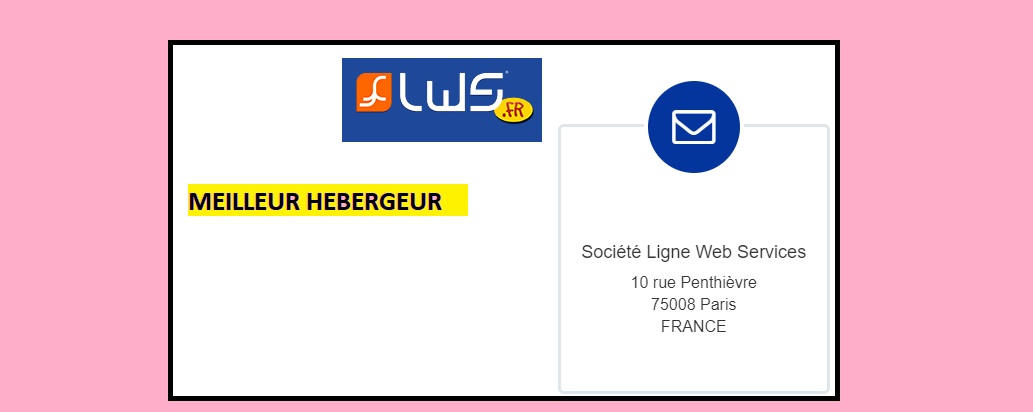 LWS
.FR
MEILLEUR HEBERGEUR
Société Ligne Web Services
10 rue Penthièvre
75008 Paris
FRANCE